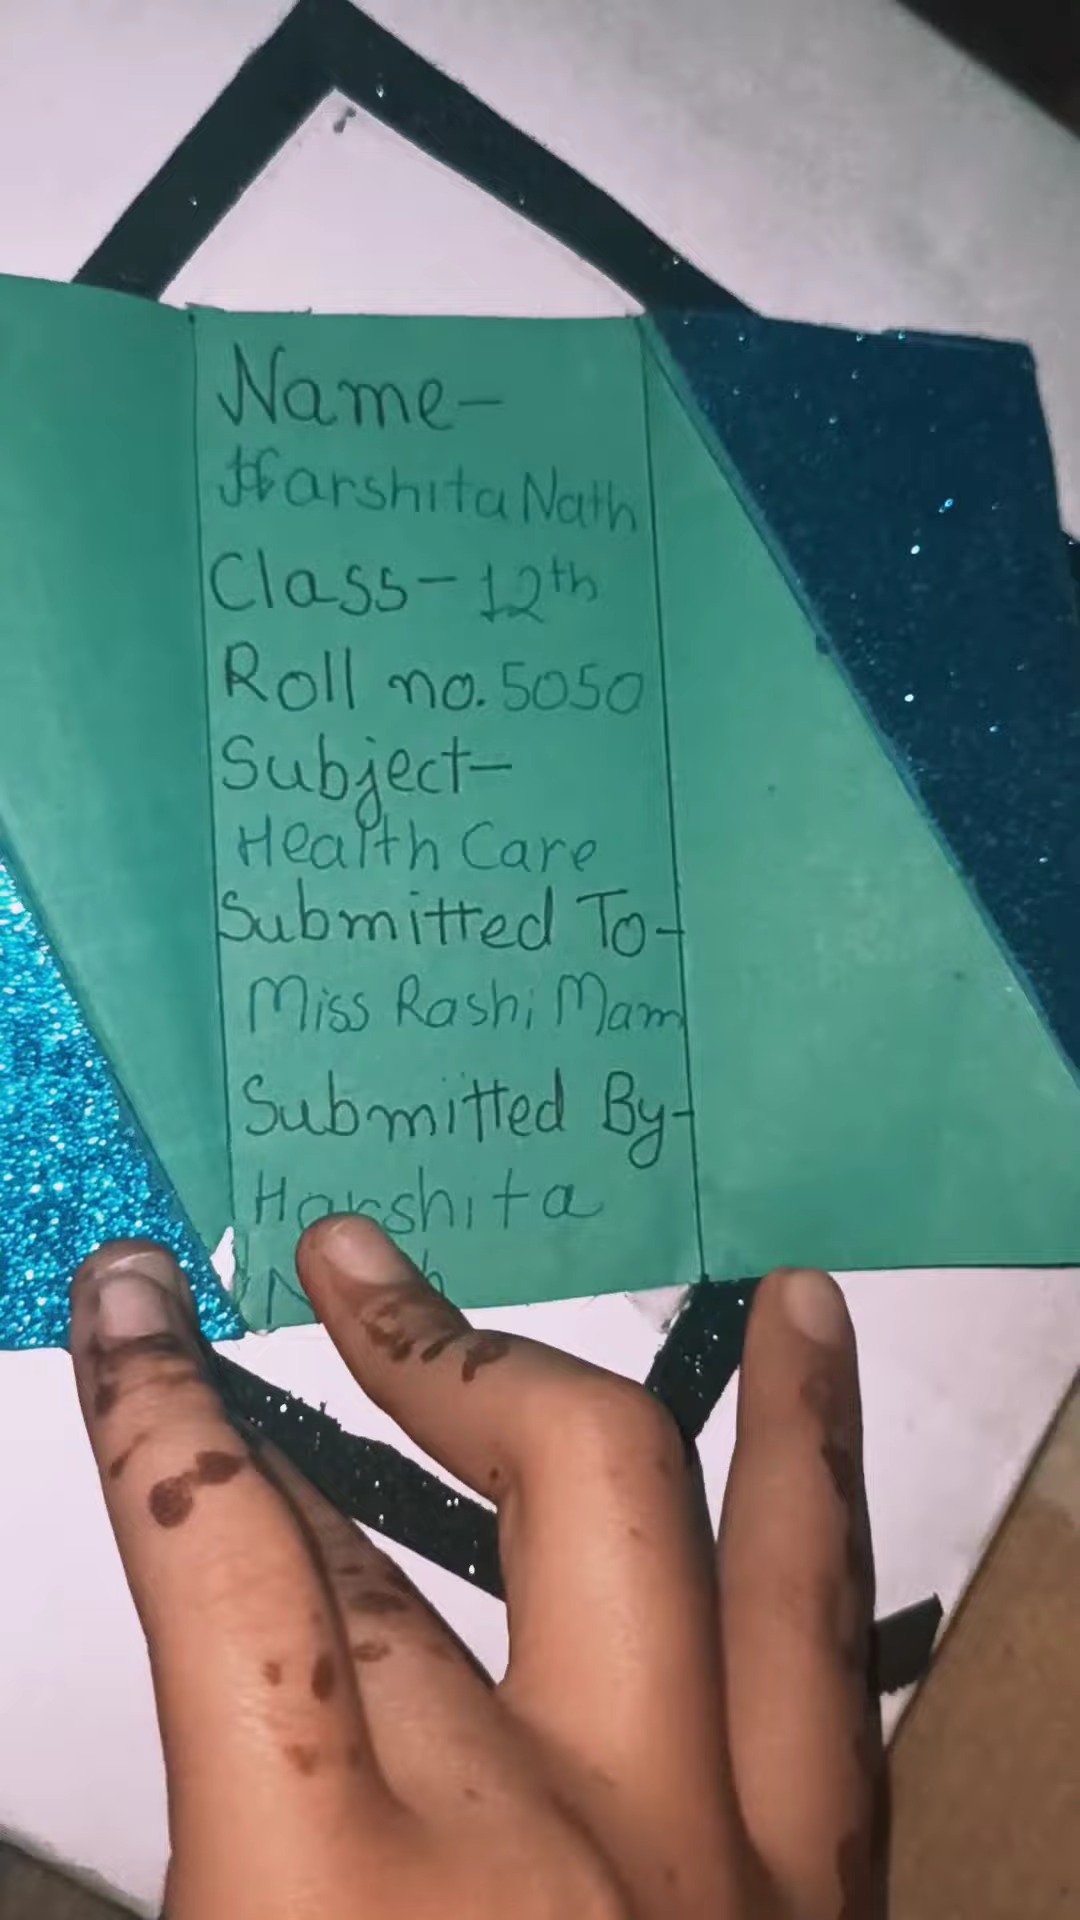 Name-
Harshita Nath
Class- 12th
Roll no. 5050
Subject-
Health Care
Submitted To-
Miss Rashi Mam
Submitted By-
Harshita